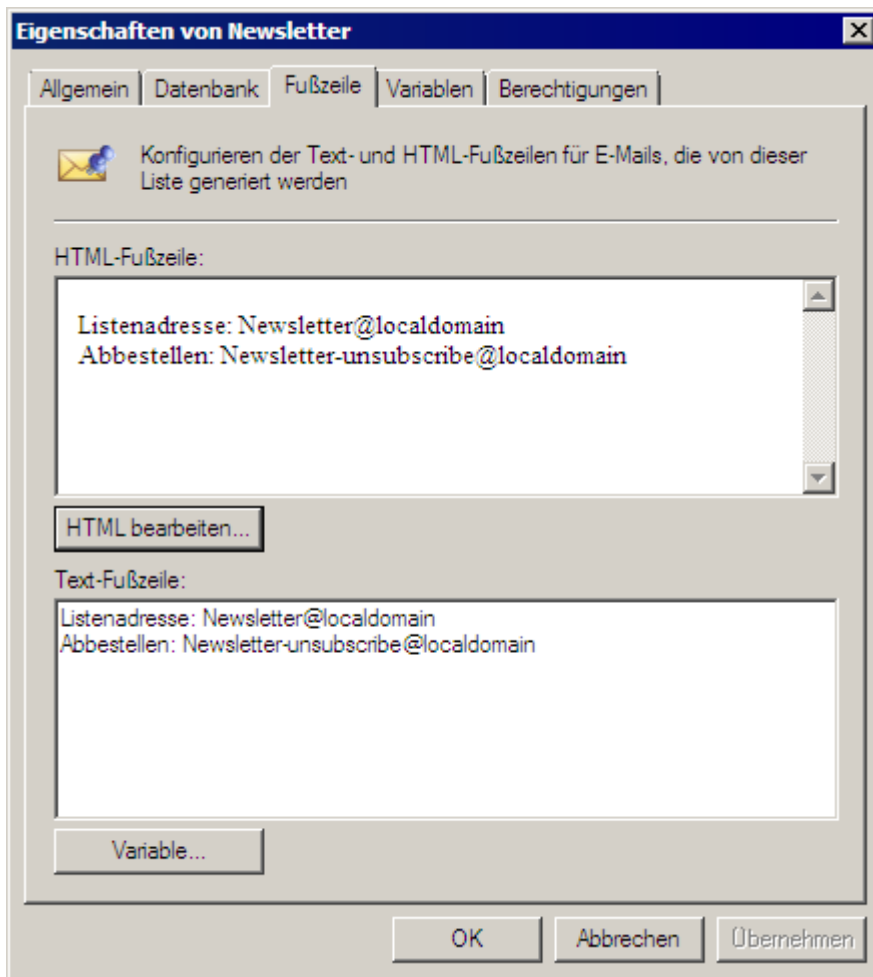 Eigenschaften von Newsletter
Allgemein Datenbank Fußzeile Variablen Berechtigungen
Konfigurieren der Text- und HTML-Fußzeilen für E-Mails, die von dieser
Liste generiert werden
HTML-Fußzeile:
Listenadresse: Newsletter@localdomain
Abbestellen: Newsletter-unsubscribe@localdomain
HTML bearbeiten...
Text-Fußzeile:
Listenadresse: Newsletter@localdomain
Abbestellen: Newsletter-unsubscribe@localdomain
Variable...
OK Abbrechen Übernehmen